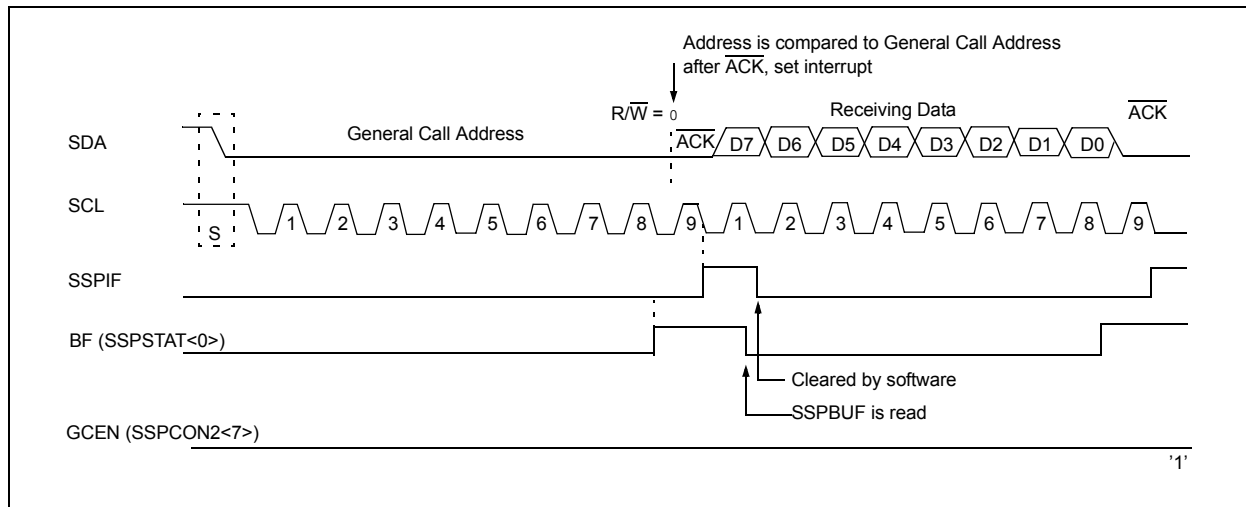 Address is compared to General Call Address
after ACK, set interrupt
R/W = 0
Receiving Data
ACK
SDA
General Call Address
ACK
D7 D6 D5 D4 D3 D2 D1 D0
SCL
S
1 2 3 4 5 6 7 8 9 1 2 3 4 5 6 7 8 9
SSPIF
BF (SSPSTAT<0>)
Cleared by software
SSPBUF is read
GCEN (SSPCON2<7>)
’1’